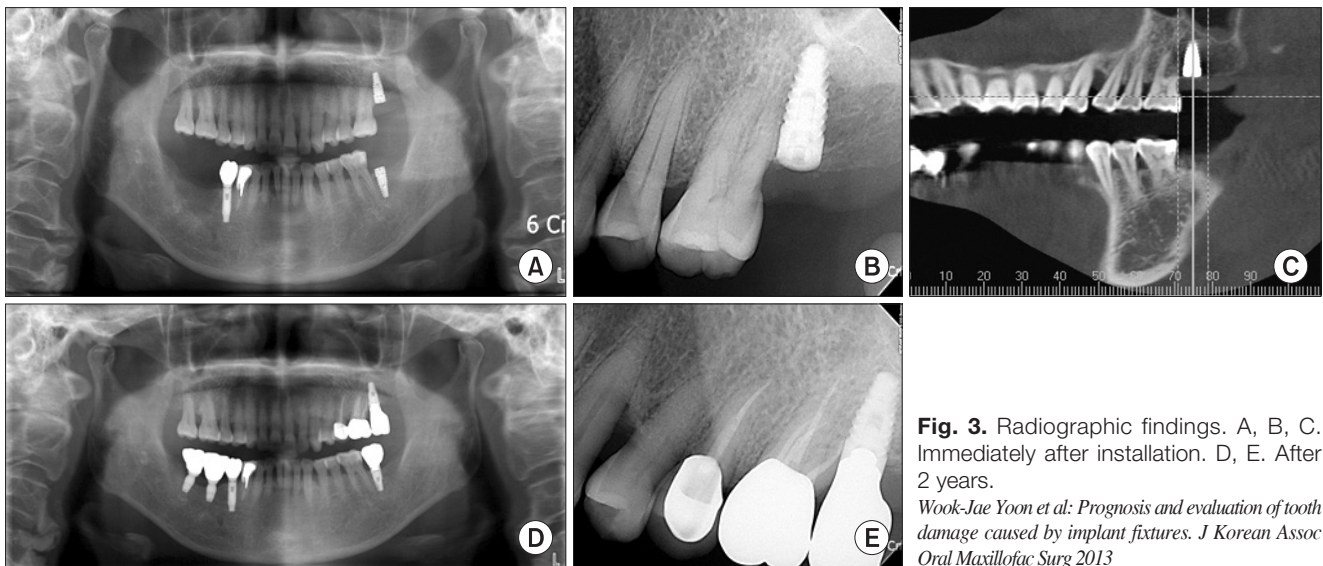 6 Cr
L
A
B
C
0 10 20 30 40 50 60 70 80 90
D
E
Fig. 3. Radiographic findings. A, B, C.
Immediately after installation. D, E. After
2 years.
Wook-Jae Yoon et al: Prognosis and evaluation of tooth
damage caused by implant fixtures. J Korean Assoc
Oral Maxillofac Surg 2013